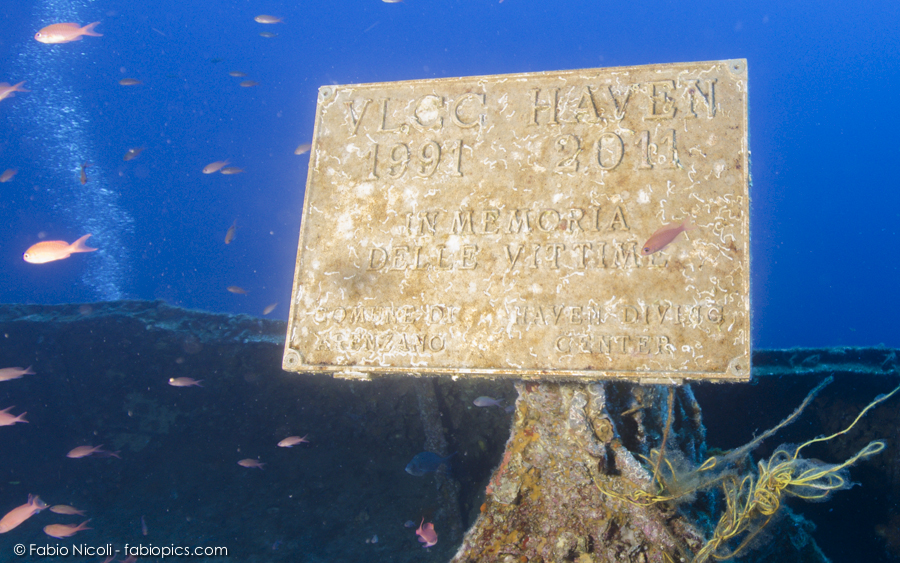 VLCC HAVEN
1991 2011
IN MEMORIA
DELLE VITTIME
COMUNE DI HAVEN DIVING
ARENZANO CENTER
© Fabio Nicoli - fabiopics.com